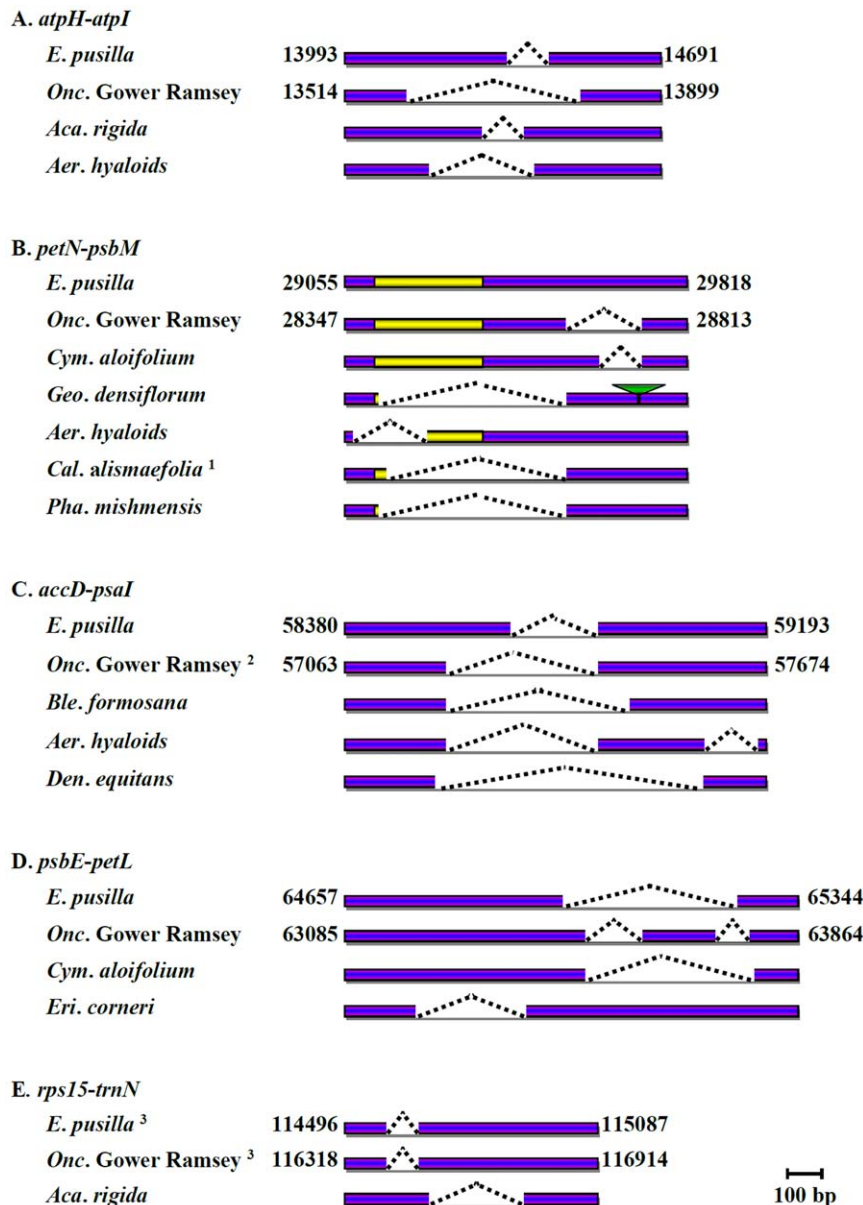 A. atpH-atpI
E. pusilla 13993 14691
Onc. Gower Ramsey 13514 13899
Aca. rigida
Aer. hyaloids
B. petN-psbM
E. pusilla 29055 29818
Onc. Gower Ramsey 28347 28813
Cym. aloifolium
Geo. densiflorum
Aer. hyaloids
Cal. alismaefolia 1
Pha. mishmensis
C. accD-psaI
E. pusilla 58380 59193
Onc. Gower Ramsey 2 57063 57674
Ble. formosana
Aer. hyaloids
Den. equitans
D. psbE-petL
E. pusilla 64657 65344
Onc. Gower Ramsey 63085 63864
Cym. aloifolium
Eri. corneri
E. rps15-trnN
E. pusilla 3 114496 115087
Onc. Gower Ramsey 3 116318 116914
Aca. rigida
100 bp